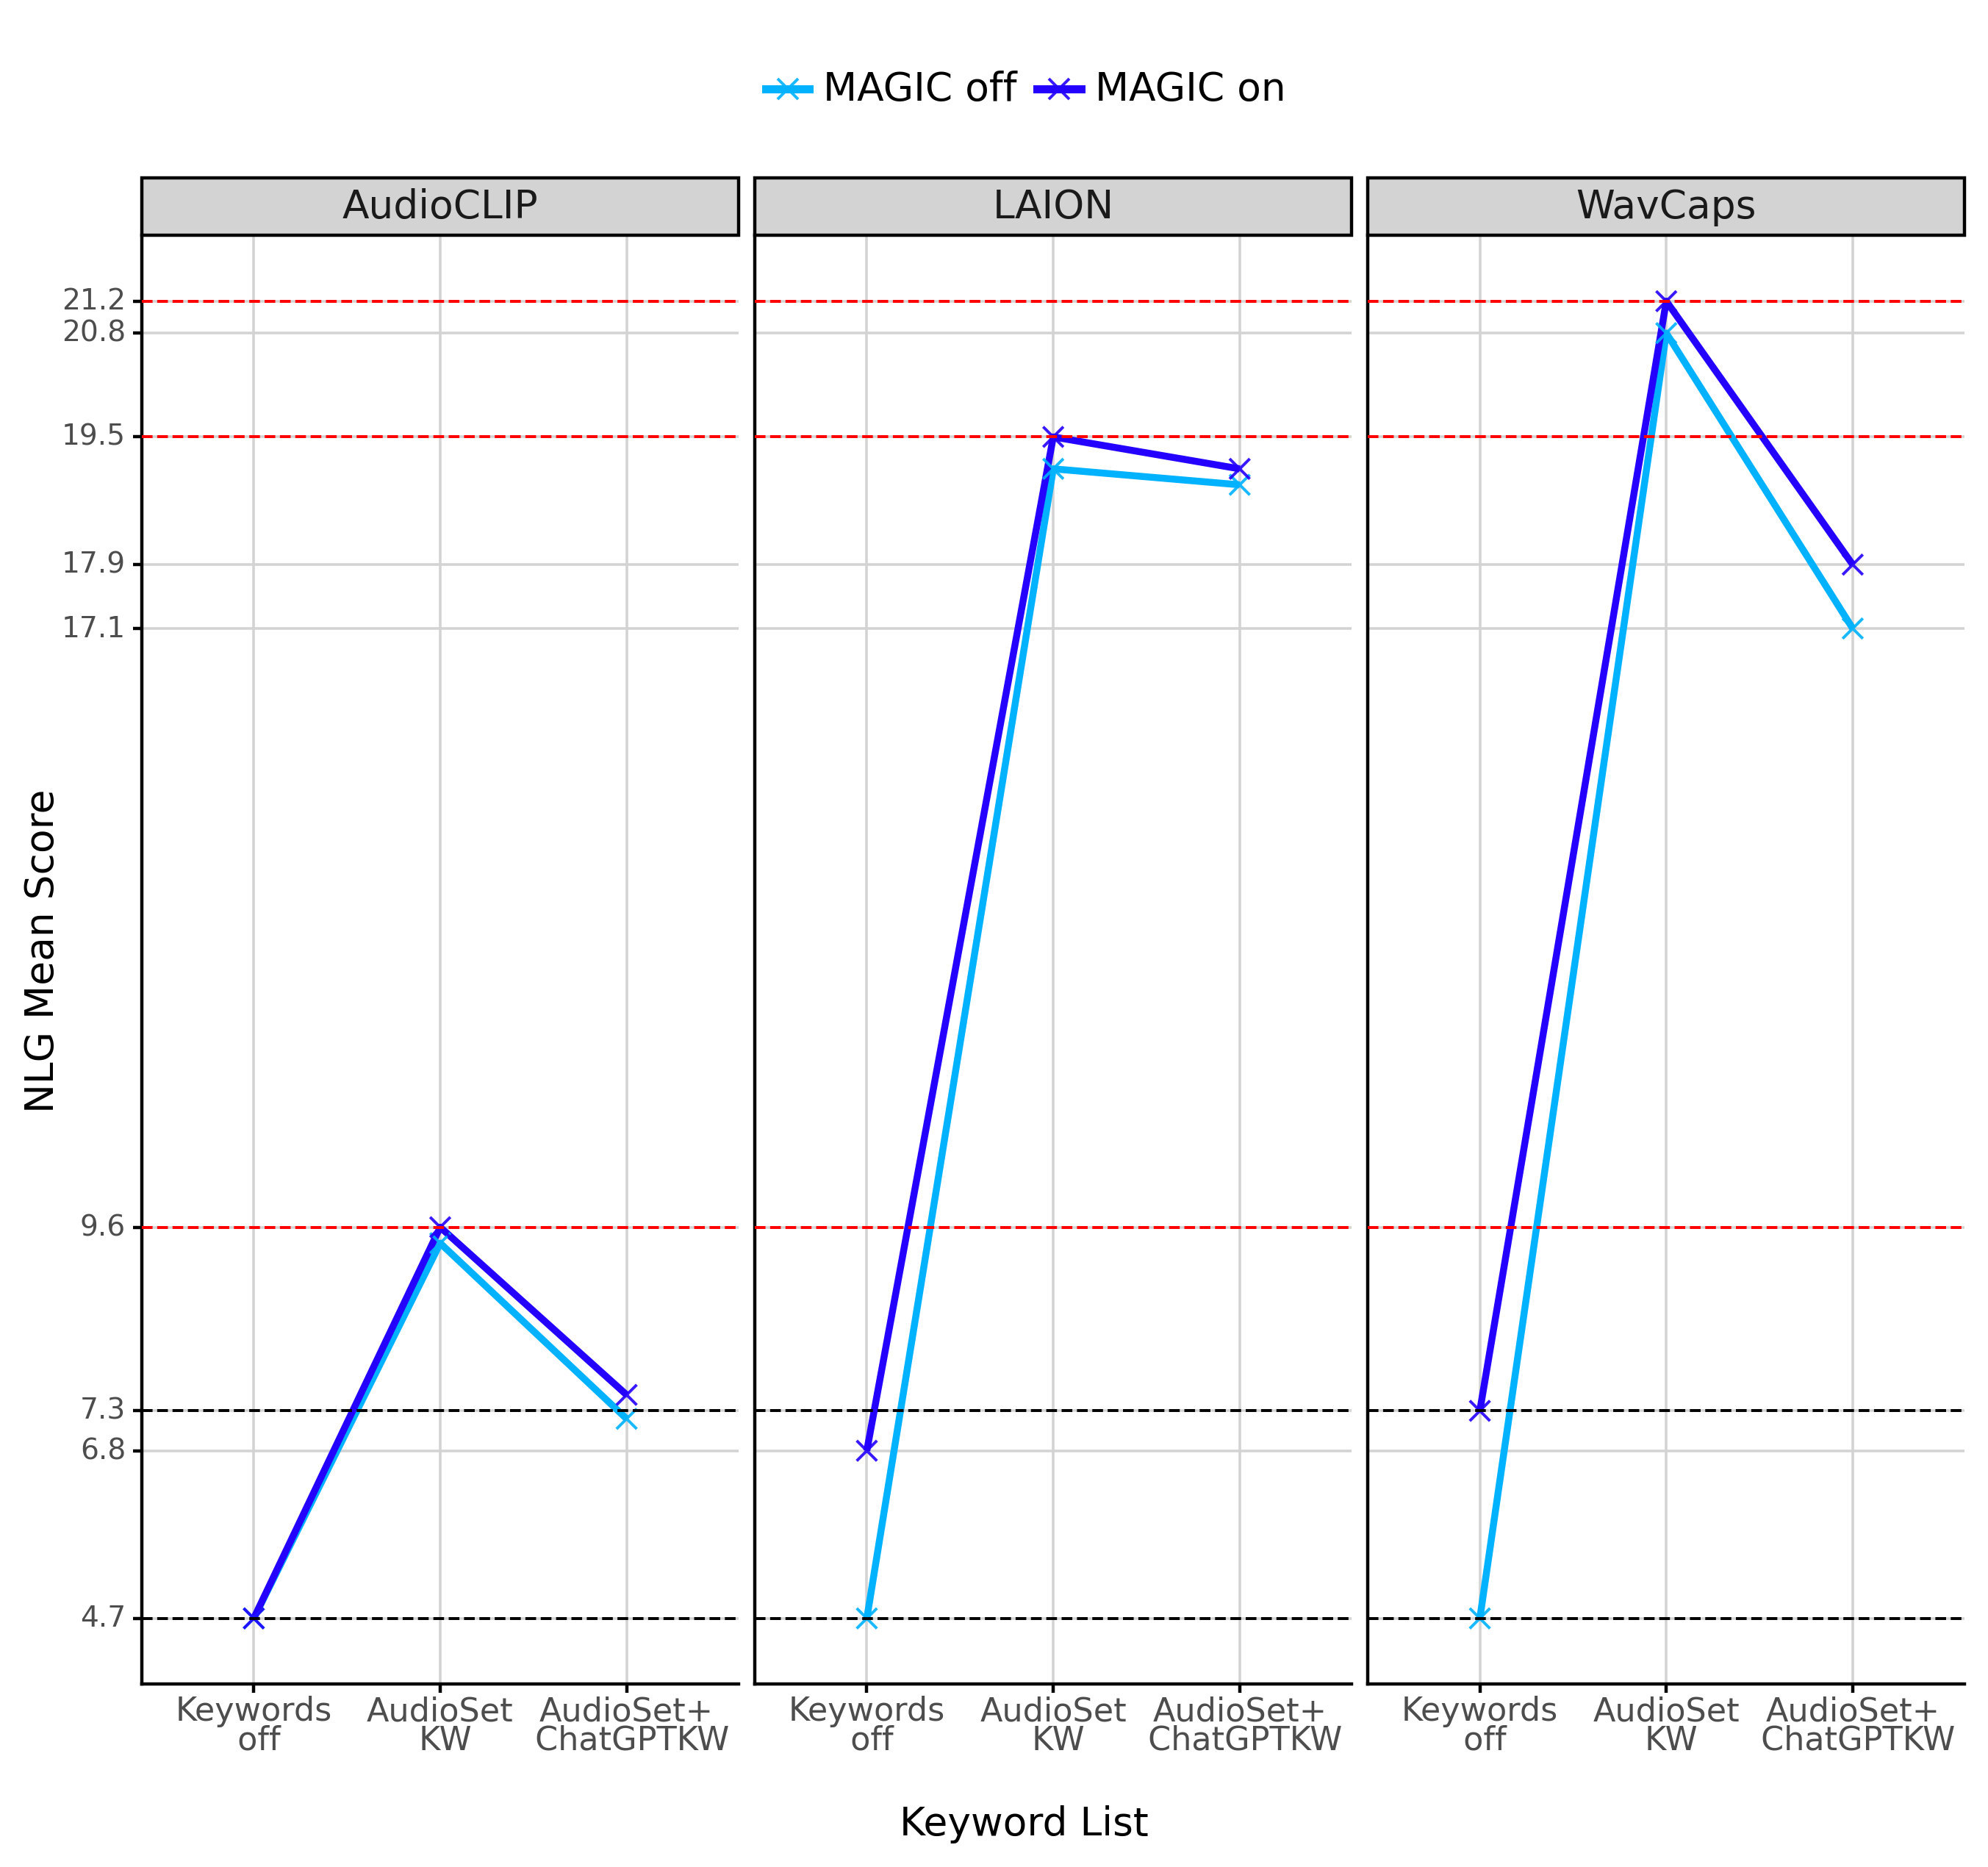 MAGIC off MAGIC on
AudioCLIP LAION WavCaps
21.2
20.8
19.5
17.9
17.1
9.6
7.3
6.8
4.7
NLG Mean Score
Keywords AudioSet AudioSet+ Keywords AudioSet AudioSet+ Keywords AudioSet AudioSet+
off KW ChatGPTKW off KW ChatGPTKW off KW ChatGPTKW
Keyword List